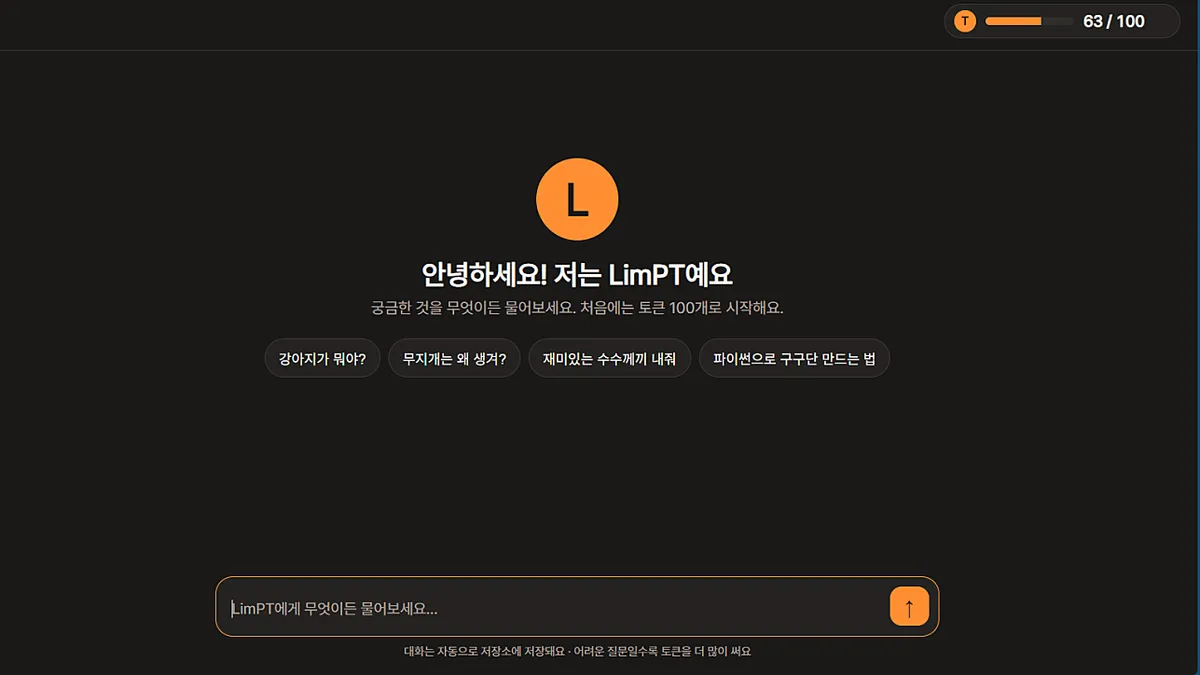 T 63 / 100
L
안녕하세요! 저는 LimPT예요
궁금한 것을 무엇이든 물어보세요. 처음에는 토큰 100개로 시작해요.
강아지가 뭐야? 무지개는 왜 생겨? 재미있는 수수께끼 내줘 파이썬으로 구구단 만드는 법
LimPT에게 무엇이든 물어보세요...
↑
대화는 자동으로 저장소에 저장돼요 · 어려운 질문일수록 토큰을 더 많이 써요